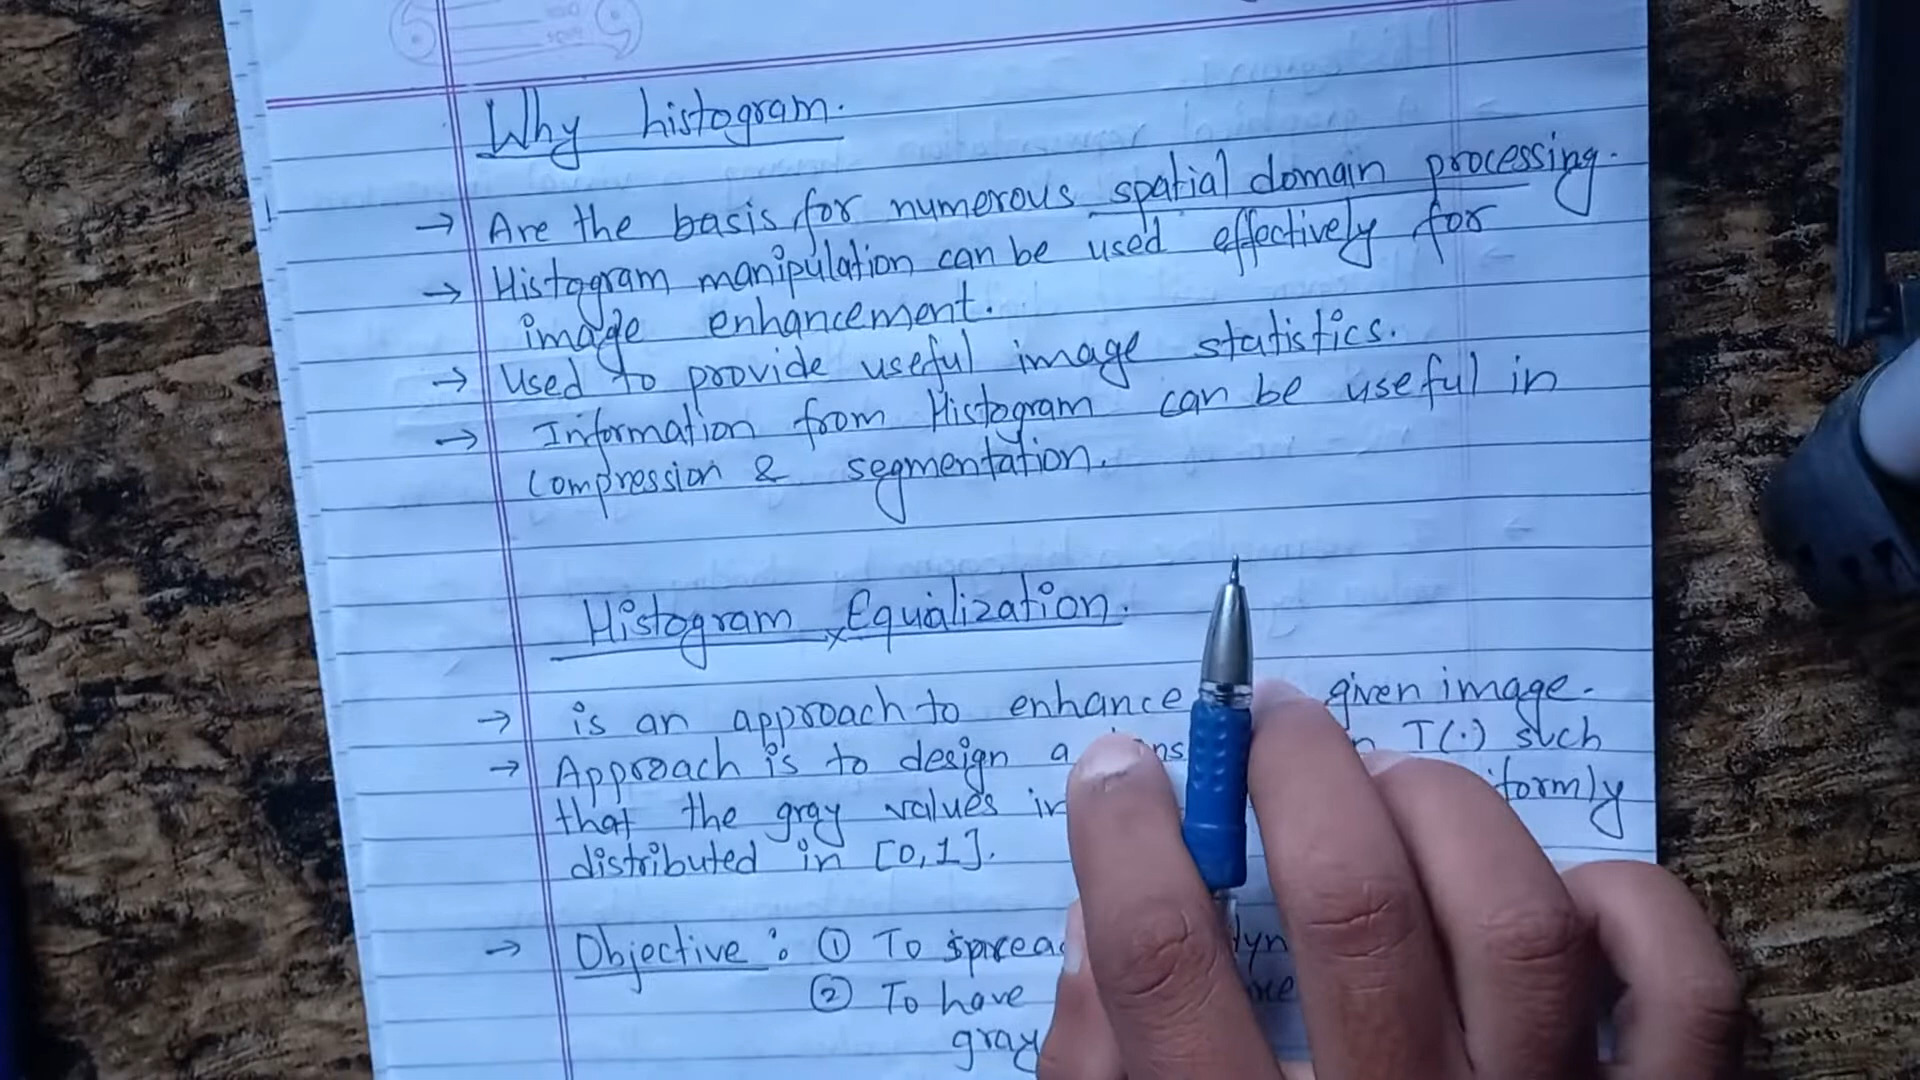 Why histogram.
→ Are the basis for numerous spatial domain processing.
→ Histogram manipulation can be used effectively for
image enhancement.
→ Used to provide useful image statistics.
→ Information from Histogram can be useful in
compression & segmentation.
Histogram Equalization.
→ is an approach to enhance given image.
→ Approach is to design a T(·) such
that the gray values in
distributed in [0,1].
→ Objective : ① To
② To have
gray